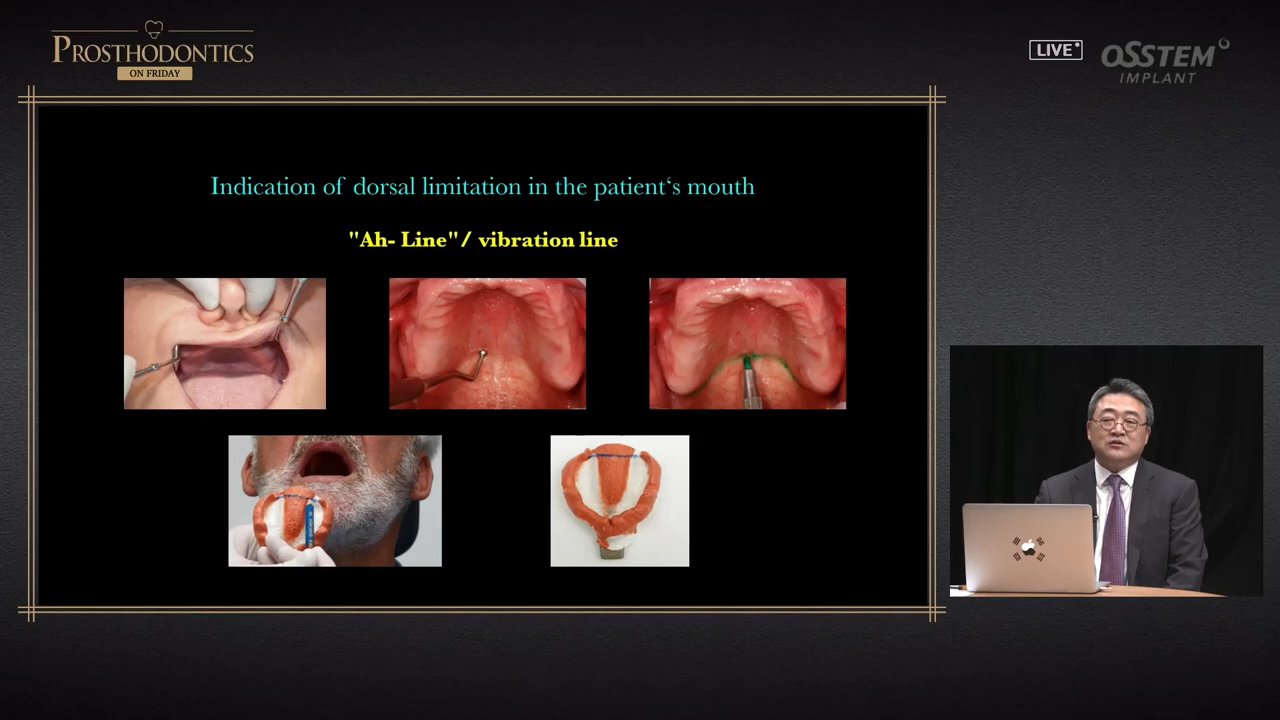 PROSTHODONTICS
ON FRIDAY
LIVE
OSSTEM
IMPLANT
Indication of dorsal limitation in the patient‘s mouth
"Ah- Line"/ vibration line